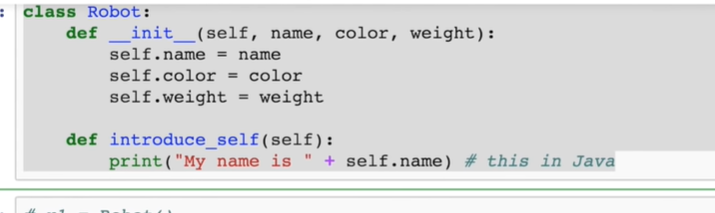 class Robot:
    def __init__(self, name, color, weight):
        self.name = name
        self.color = color
        self.weight = weight
    def introduce_self(self):
        print("My name is " + self.name) # this in Java